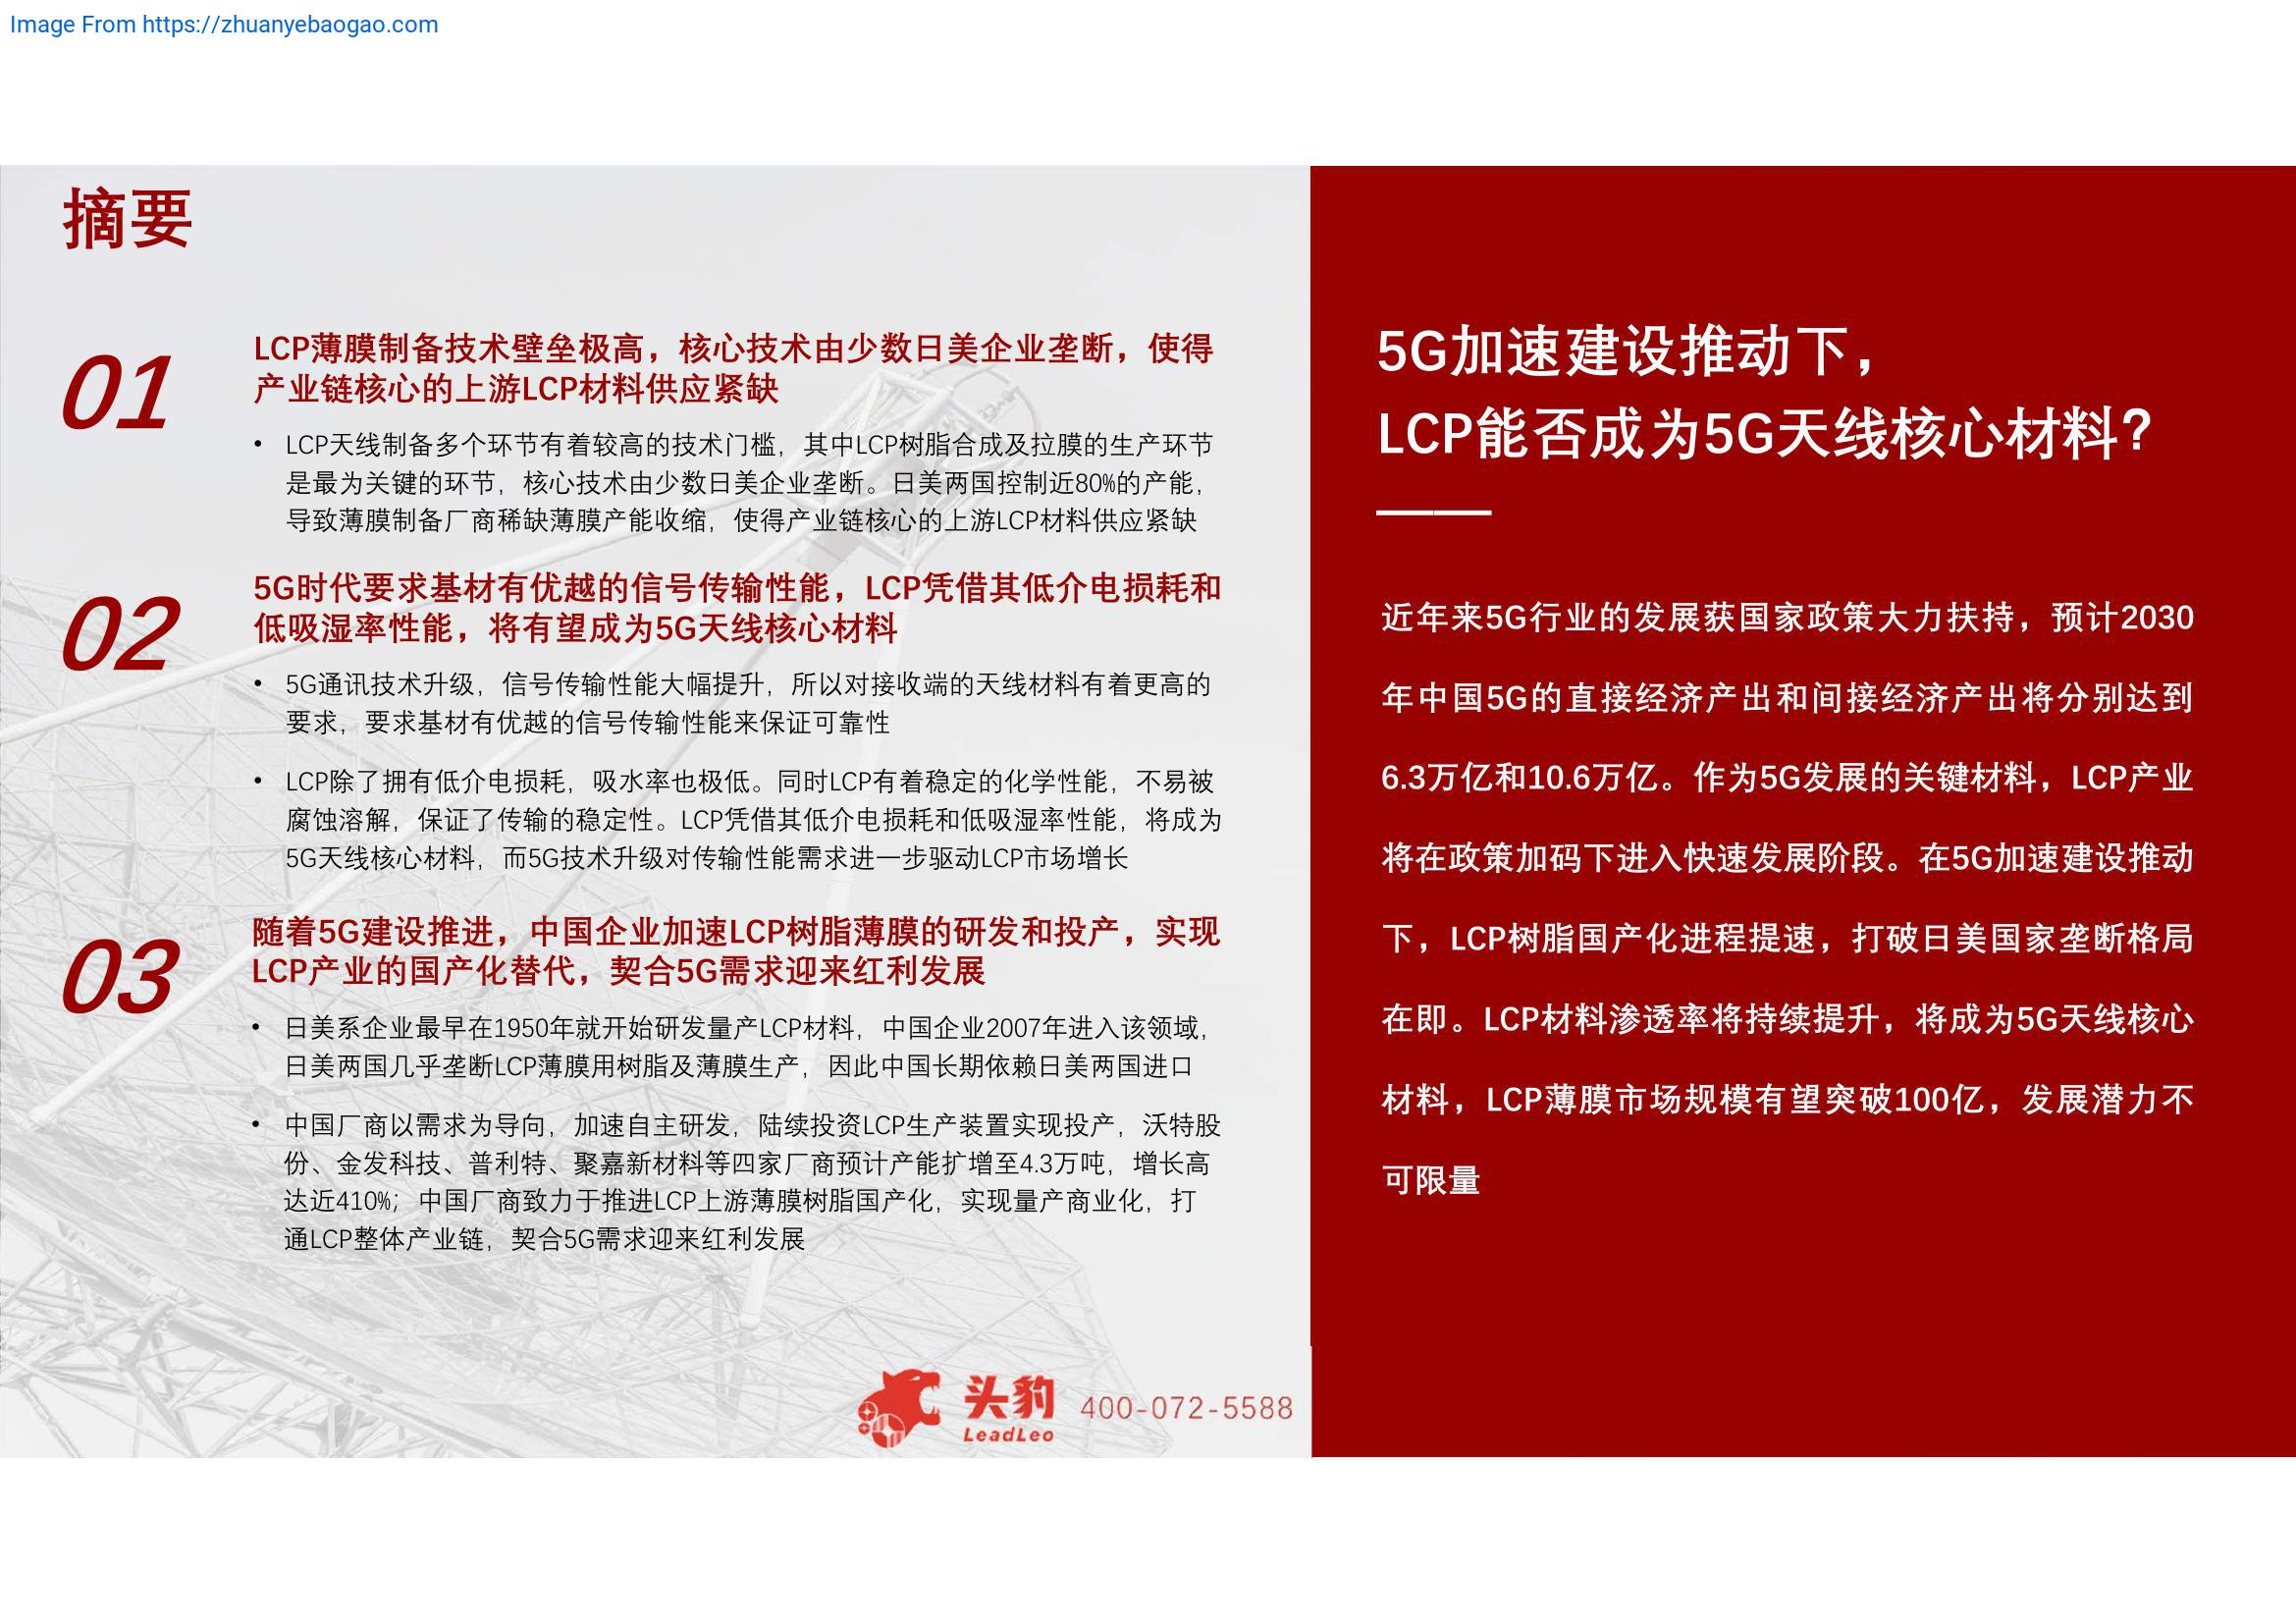 Image From https://zhuanyebaogao.com
摘要
01
LCP薄膜制备技术壁垒极高，核心技术由少数日美企业垄断，使得
产业链核心的上游LCP材料供应紧缺
• LCP天线制备多个环节有着较高的技术门槛，其中LCP树脂合成及拉膜的生产环节
是最为关键的环节，核心技术由少数日美企业垄断。日美两国控制近80%的产能，
导致薄膜制备厂商稀缺薄膜产能收缩，使得产业链核心的上游LCP材料供应紧缺
02
5G时代要求基材有优越的信号传输性能，LCP凭借其低介电损耗和
低吸湿率性能，将有望成为5G天线核心材料
• 5G通讯技术升级，信号传输性能大幅提升，所以对接收端的天线材料有着更高的
要求，要求基材有优越的信号传输性能来保证可靠性
• LCP除了拥有低介电损耗，吸水率也极低。同时LCP有着稳定的化学性能，不易被
腐蚀溶解，保证了传输的稳定性。LCP凭借其低介电损耗和低吸湿率性能，将成为
5G天线核心材料，而5G技术升级对传输性能需求进一步驱动LCP市场增长
03
随着5G建设推进，中国企业加速LCP树脂薄膜的研发和投产，实现
LCP产业的国产化替代，契合5G需求迎来红利发展
• 日美系企业最早在1950年就开始研发量产LCP材料，中国企业2007年进入该领域，
日美两国几乎垄断LCP薄膜用树脂及薄膜生产，因此中国长期依赖日美两国进口
• 中国厂商以需求为导向，加速自主研发，陆续投资LCP生产装置实现投产，沃特股
份、金发科技、普利特、聚嘉新材料等四家厂商预计产能扩增至4.3万吨，增长高
达近410%；中国厂商致力于推进LCP上游薄膜树脂国产化，实现量产商业化，打
通LCP整体产业链，契合5G需求迎来红利发展
头豹
LeadLeo
400-072-5588
5G加速建设推动下，
LCP能否成为5G天线核心材料？
近年来5G行业的发展获国家政策大力扶持，预计2030
年中国5G的直接经济产出和间接经济产出将分别达到
6.3万亿和10.6万亿。作为5G发展的关键材料，LCP产业
将在政策加码下进入快速发展阶段。在5G加速建设推动
下，LCP树脂国产化进程提速，打破日美国家垄断格局
在即。LCP材料渗透率将持续提升，将成为5G天线核心
材料，LCP薄膜市场规模有望突破100亿，发展潜力不
可限量